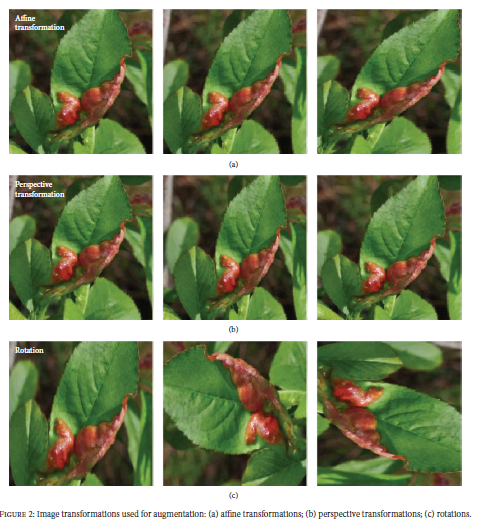 Affine
transformation
(a)
Perspective
transformation
(b)
Rotation
(c)
FIGURE 2: Image transformations used for augmentation: (a) affine transformations; (b) perspective transformations; (c) rotations.